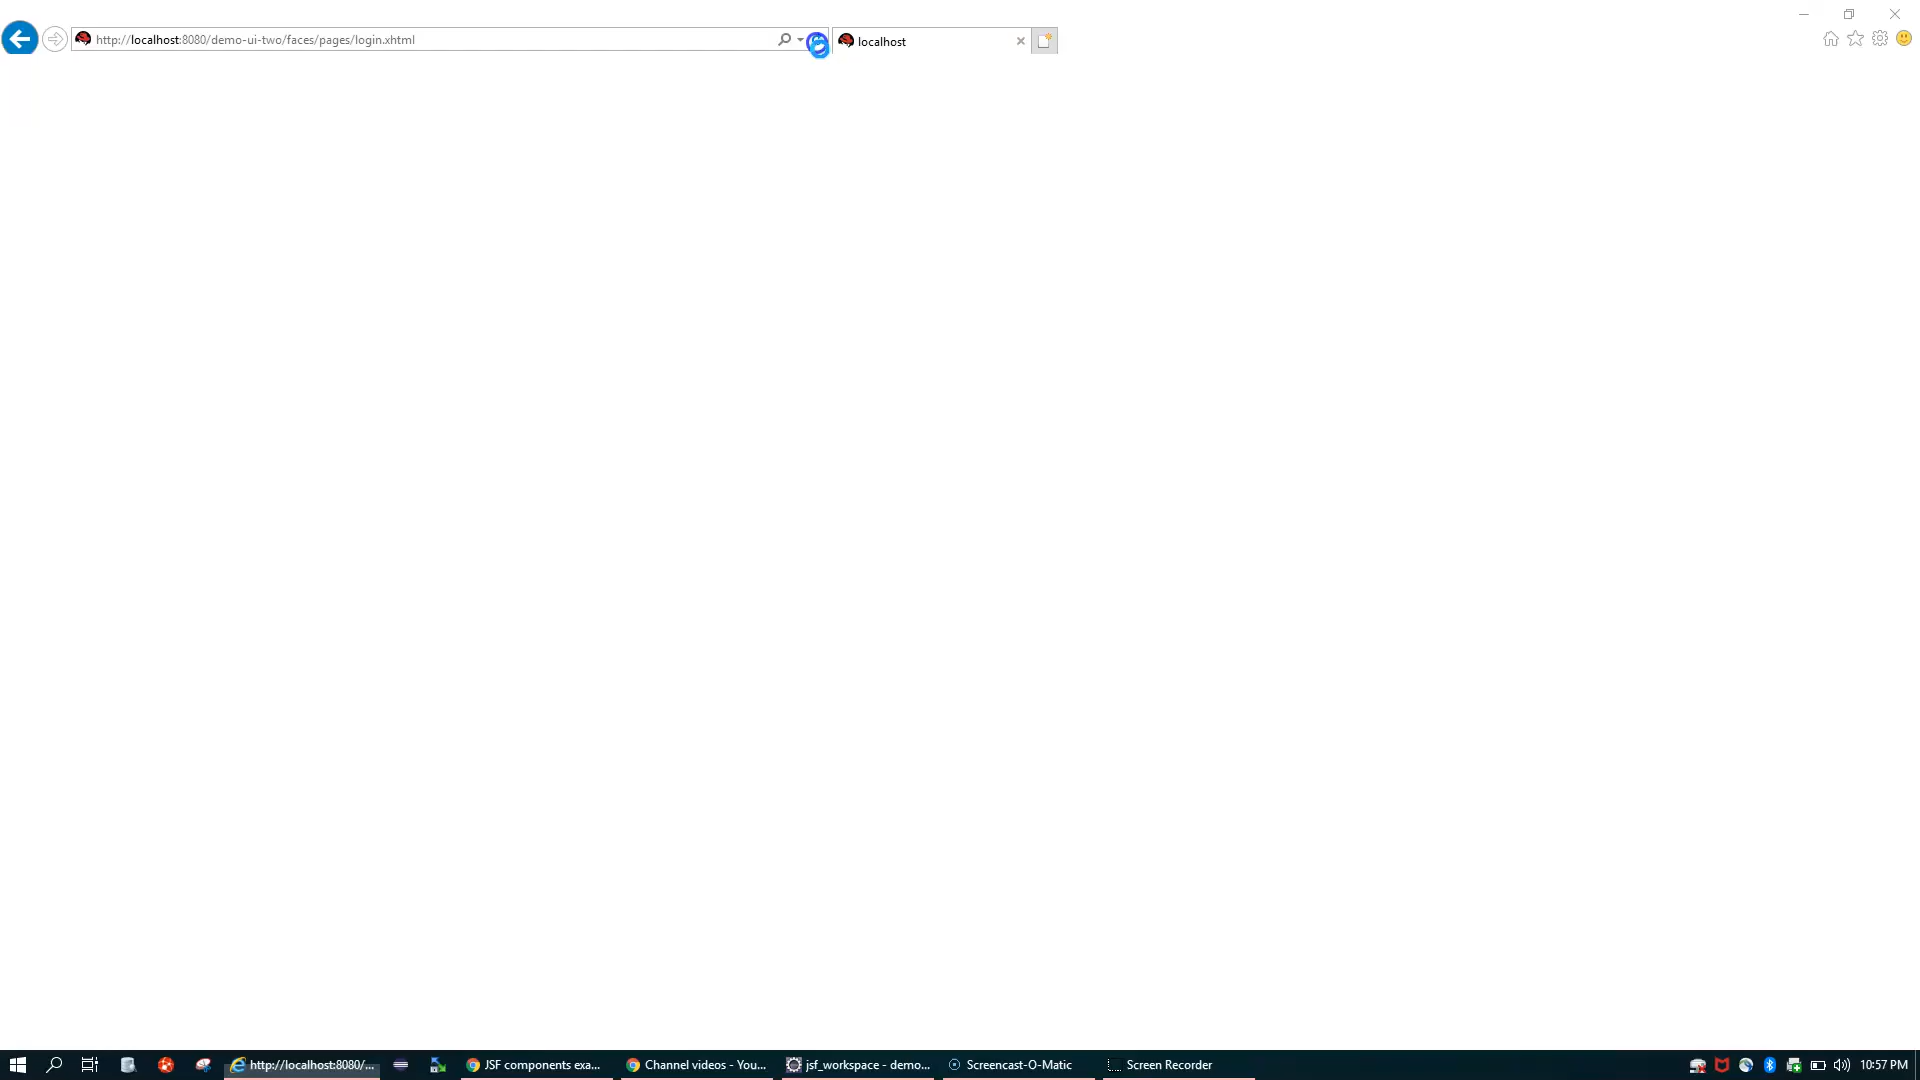 http://localhost:8080/demo-ui-two/faces/pages/login.xhtml
localhost
http://localhost:8080/...
JSF components exa...
Channel videos - You...
jsf_workspace - demo...
Screencast-O-Matic
Screen Recorder
10:57 PM